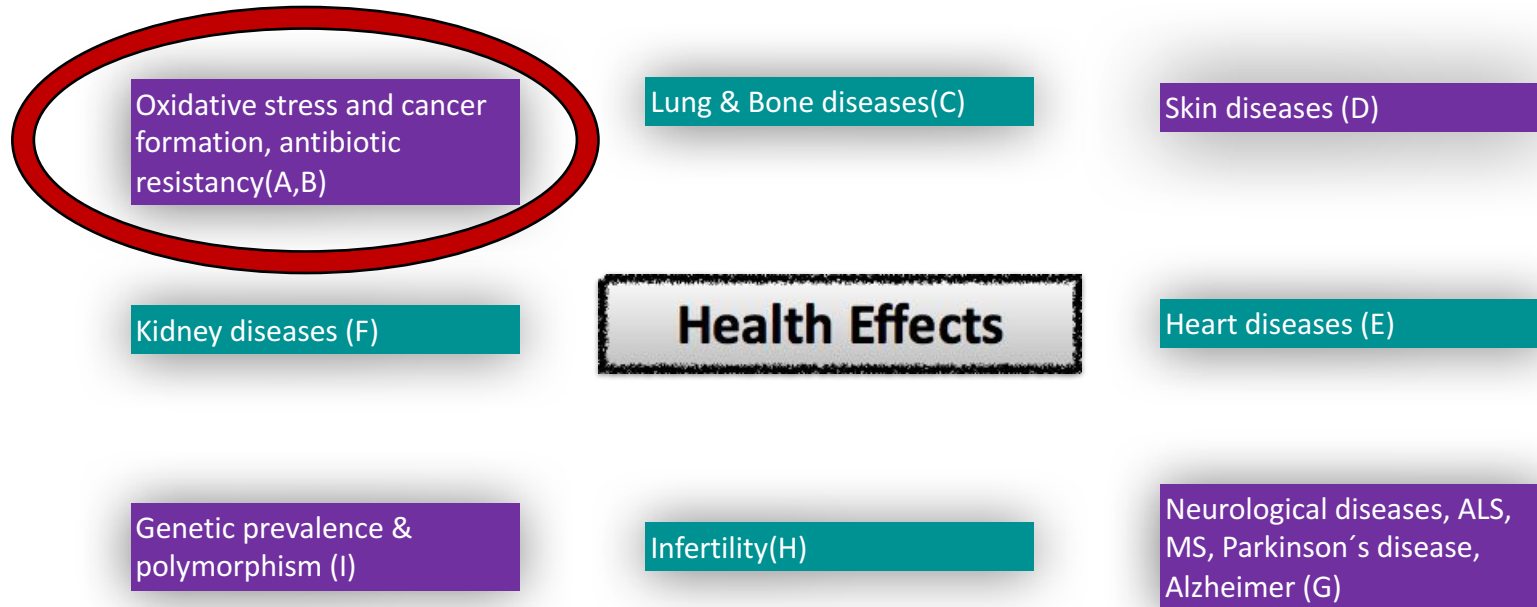 Oxidative stress and cancer
formation, antibiotic
resistancy(A,B)
Lung & Bone diseases(C)
Skin diseases (D)
Kidney diseases (F)
Health Effects
Heart diseases (E)
Genetic prevalence &
polymorphism (I)
Infertility(H)
Neurological diseases, ALS,
MS, Parkinson´s disease,
Alzheimer (G)